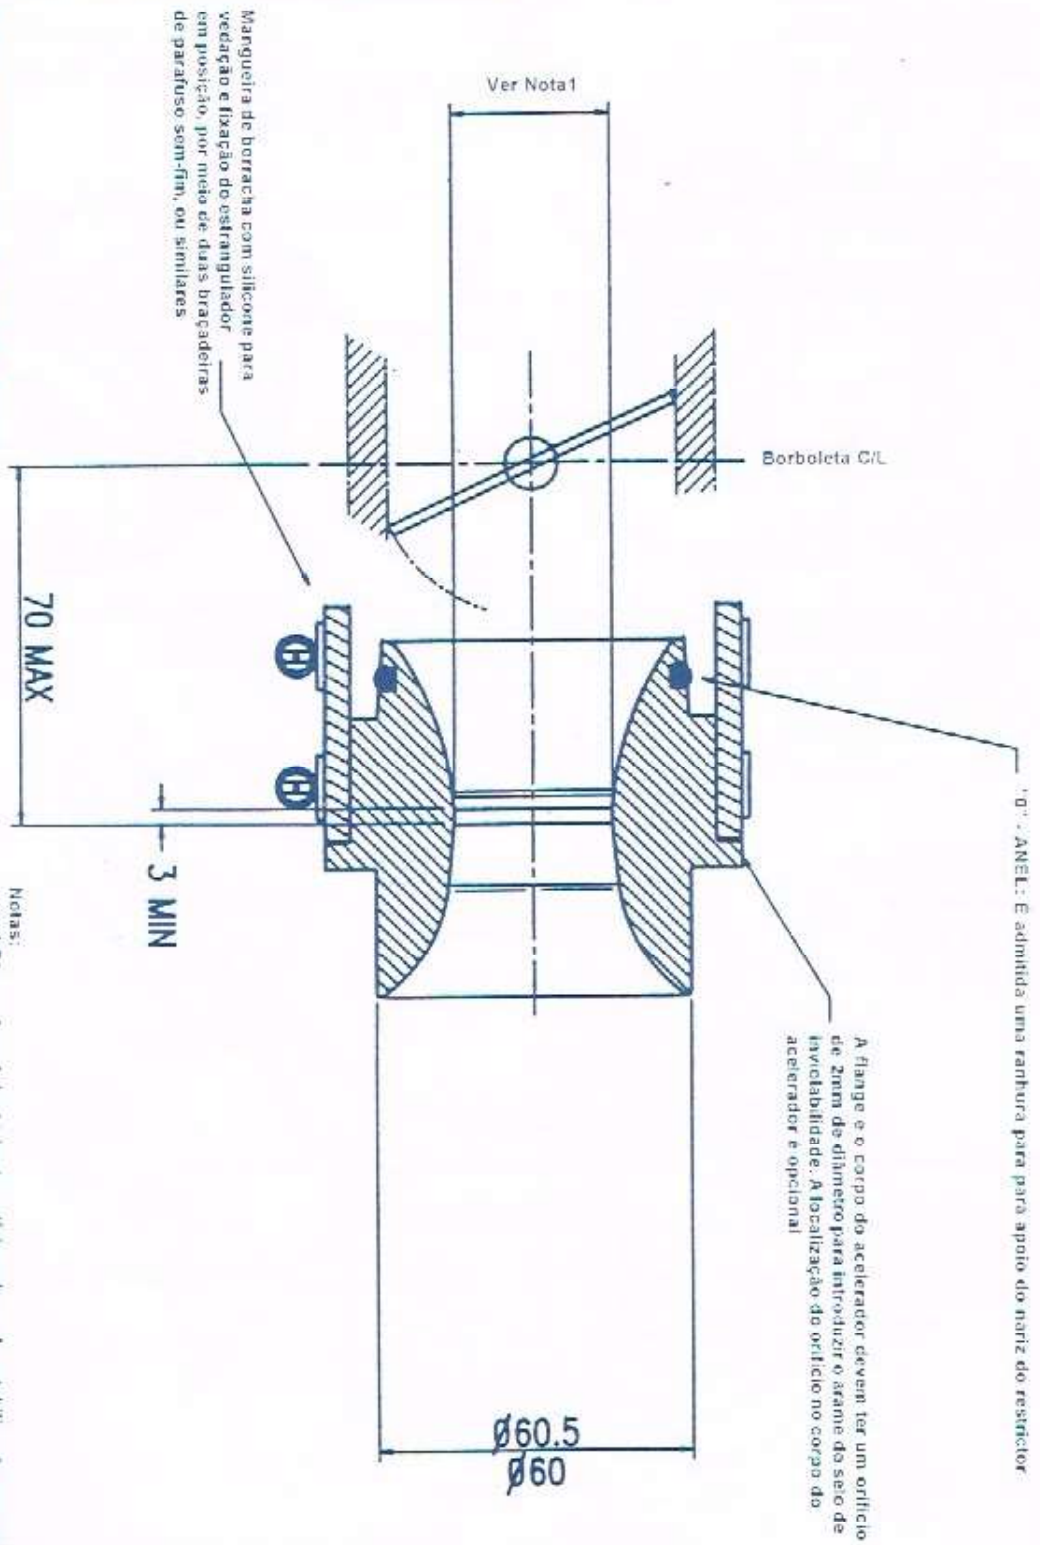 Ver Nota1
Mangueira de borracha com silicone para
vedação e fixação do estrangulador
em posição, por meio de duas braçadeiras
de parafuso sem-fim, ou similares
Borboleta C/L
"0" - ANEL: É admitida uma ranhura para para apoio do nariz do restrictor
A flange e o corpo do acelerador devem ter um orificio
de 2mm de diâmetro para introduzir o arame do selo de
inviolabilidade. A localização do orificio no corpo do
acelerador é opcional
70 MAX
3 MIN
Ø60.5
Ø60
Notas: